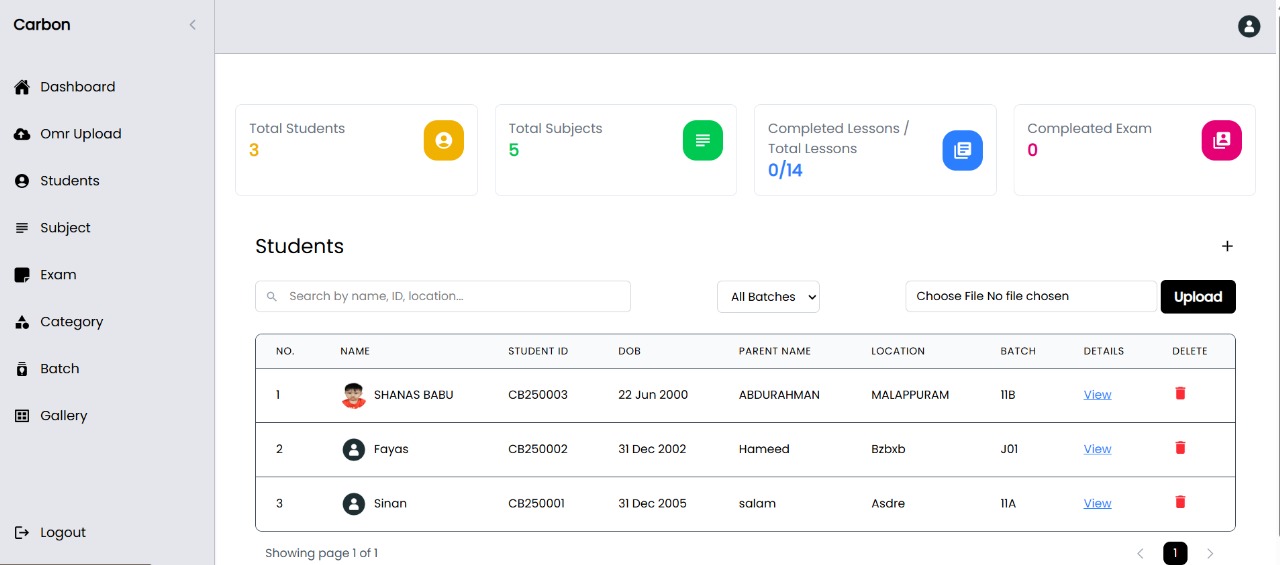 Carbon
Dashboard
Omr Upload
Students
Subject
Exam
Category
Batch
Gallery
Logout
Total Students
3
Total Subjects
5
Completed Lessons /
Total Lessons
0/14
Compleated Exam
0
Students
+
Search by name, ID, location...
All Batches
Choose File No file chosen
Upload
NO. NAME STUDENT ID DOB PARENT NAME LOCATION BATCH DETAILS DELETE
1 SHANAS BABU CB250003 22 Jun 2000 ABDURAHMAN MALAPPURAM 11B View
2 Fayas CB250002 31 Dec 2002 Hameed Bzbxb J01 View
3 Sinan CB250001 31 Dec 2005 salam Asdre 11A View
Showing page 1 of 1
1